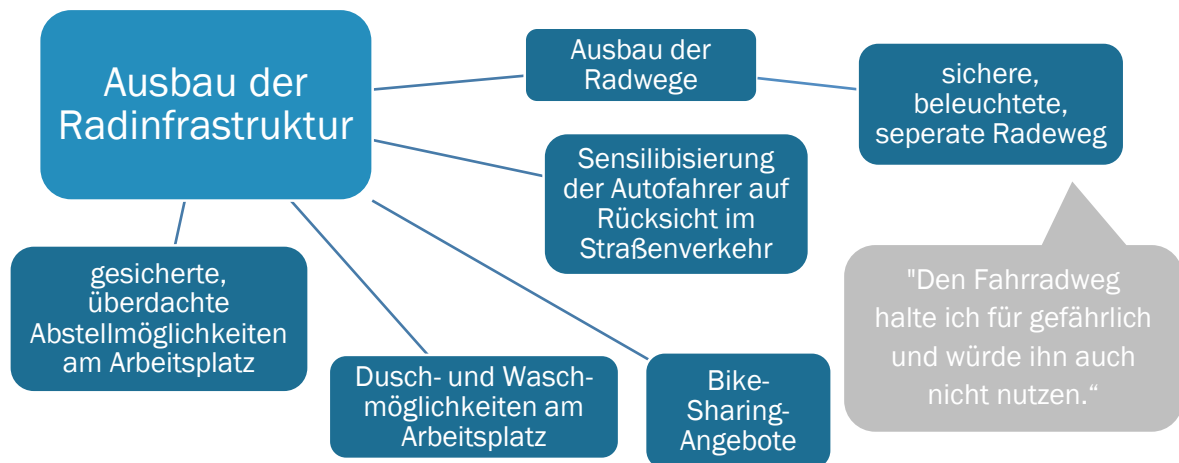 Ausbau der
Radinfrastruktur
Ausbau der
Radwege
sichere,
beleuchtete,
seperate Radeweg
Sensilibisierung
der Autofahrer auf
Rücksicht im
Straßenverkehr
"Den Fahrradweg
halte ich für gefährlich
und würde ihn auch
nicht nutzen.“
gesicherte,
überdachte
Abstellmöglichkeiten
am Arbeitsplatz
Dusch- und Wasch-
möglichkeiten am
Arbeitsplatz
Bike-
Sharing-
Angebote